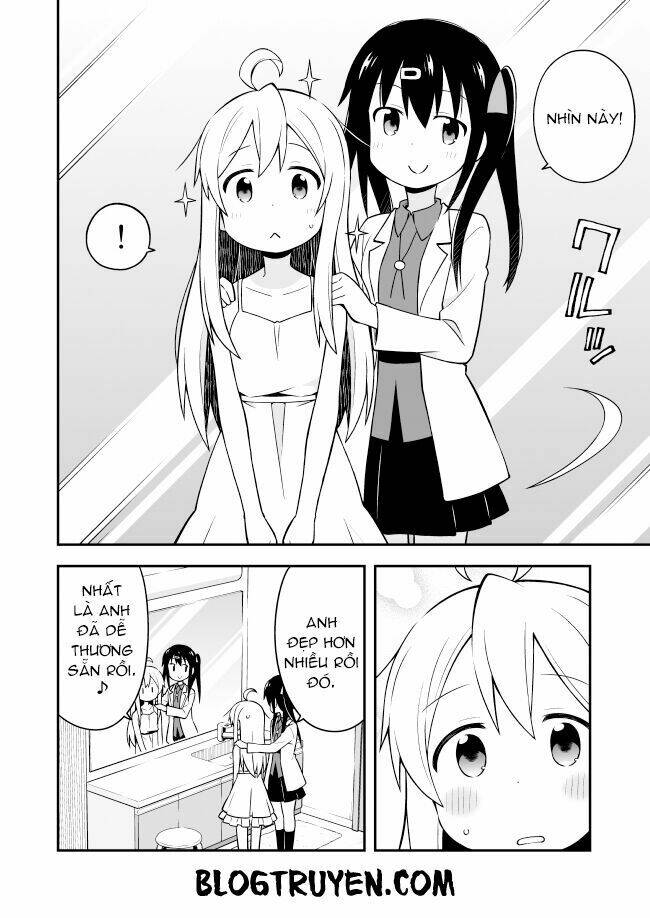 NHÌN NÀY!
!
クルッ
ANH
ĐẸP HƠN
NHIỀU RỒI
ĐÓ.
NHẤT
LÀ ANH
ĐÃ DỄ
THƯƠNG
SẴN RỒI.
♪
BLOGTRUYEN.COM